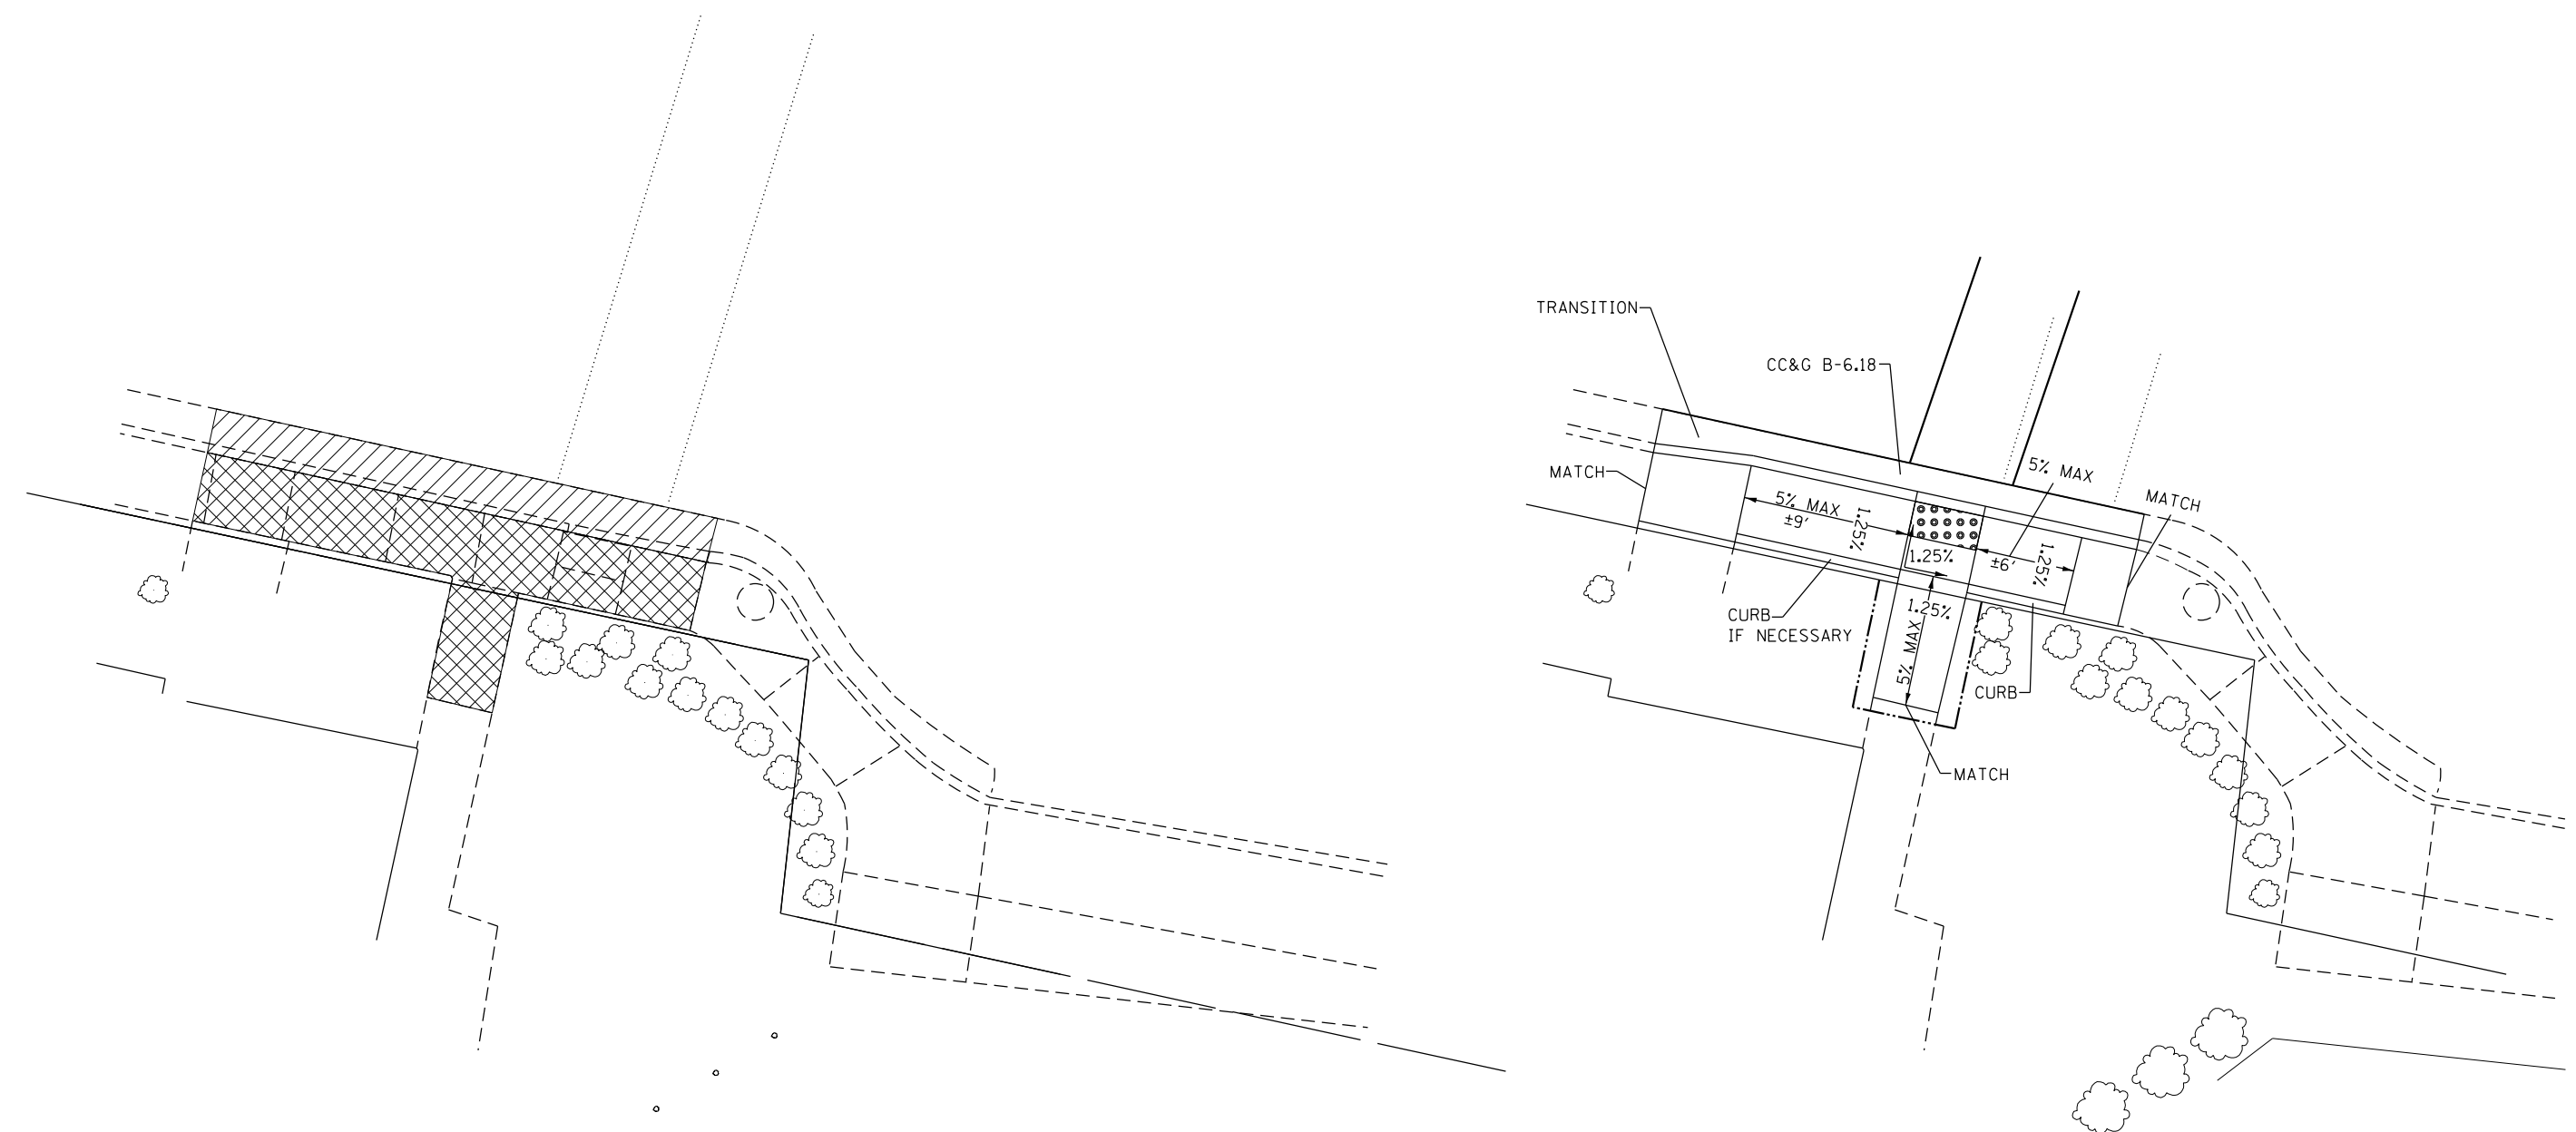 TRANSITION
CC&G B-6.18
5% MAX
MATCH
MATCH
5% MAX
±9'
1.25%
1.25%
±6'
1.25%
CURB
IF NECESSARY
1.25%
5% MAX
CURB
MATCH